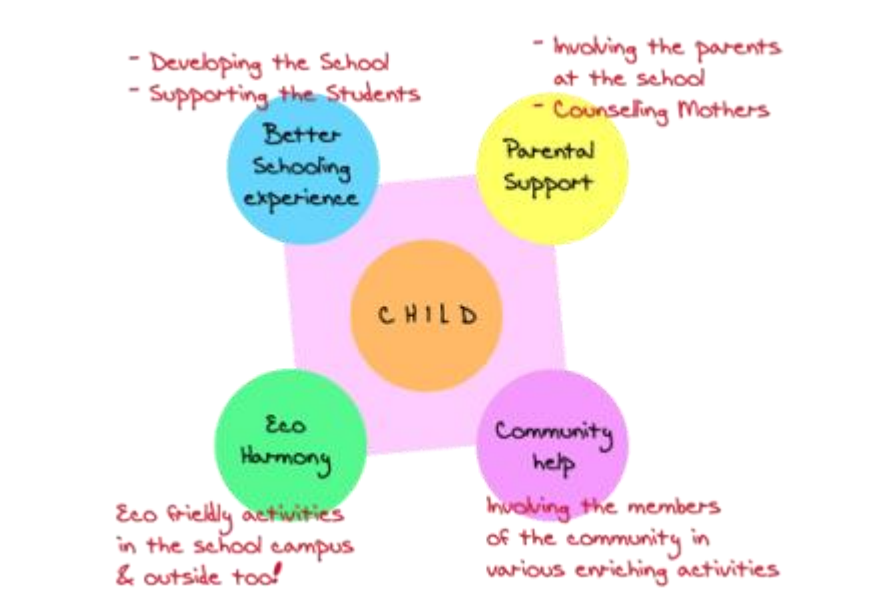 - Developing the School
- Supporting the Students
- Involving the parents
at the school
- Counselling Mothers
Better
Schooling
experience
Parental
Support
CHILD
Eco
Harmony
Community
help
Eco frieldly activities
in the school campus
& outside too!
Involving the members
of the community in
various enriching activities